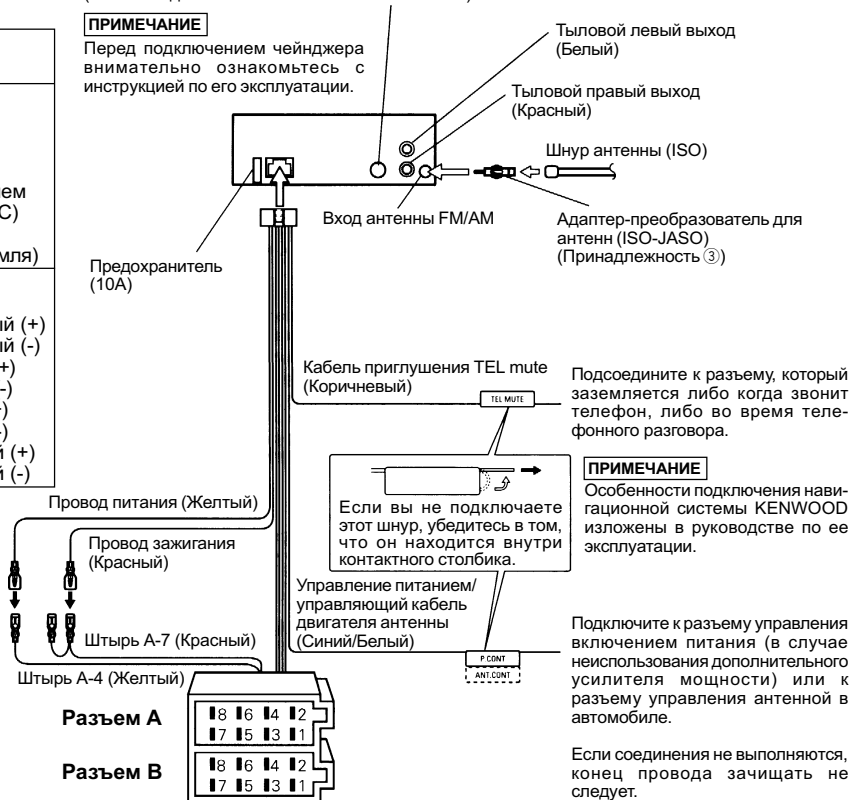 ПРИМЕЧАНИЕ
Перед подключением чейнджера
внимательно ознакомьтесь с
инструкцией по его эксплуатации.
Тыловой левый выход
(Белый)
Тыловой правый выход
(Красный)
Шнур антенны (ISO)
Вход антенны FM/AM
Адаптер-преобразователь для
антенн (ISO-JASO)
(Принадлежность ③)
Предохранитель
(10A)
ем
С)
мля)
ый (+)
ый (-)
+)
-)
й (+)
й (-)
Кабель приглушения TEL mute
(Коричневый)
TEL MUTE
Подсоедините к разъему, который
заземляется либо когда звонит
телефон, либо во время теле-
фонного разговора.
Если вы не подключаете
этот шнур, убедитесь в том,
что он находится внутри
контактного столбика.
ПРИМЕЧАНИЕ
Особенности подключения нави-
гационной системы KENWOOD
изложены в руководстве по ее
эксплуатации.
Провод питания (Желтый)
Провод зажигания
(Красный)
Управление питанием/
управляющий кабель
двигателя антенны
(Синий/Белый)
P.CONT
ANT.CONT
Подключите к разъему управления
включением питания (в случае
неиспользования дополнительного
усилителя мощности) или к
разъему управления антенной в
автомобиле.
Если соединения не выполняются,
конец провода зачищать не
следует.
Штырь А-7 (Красный)
Штырь А-4 (Желтый)
Разъем А
8 6 4 2
7 5 3 1
Разъем В
8 6 4 2
7 5 3 1